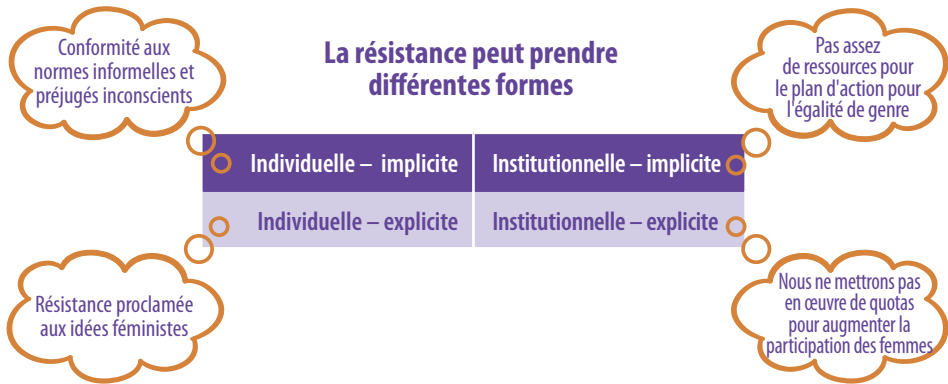 La résistance peut prendre
différentes formes
Conformité aux
normes informelles et
préjugés inconscients
Pas assez
de ressources pour
le plan d'action pour
l'égalité de genre
Individuelle – implicite
Institutionnelle – implicite
Individuelle – explicite
Institutionnelle – explicite
Résistance proclamée
aux idées féministes
Nous ne mettrons pas
en œuvre de quotas
pour augmenter la
participation des femmes